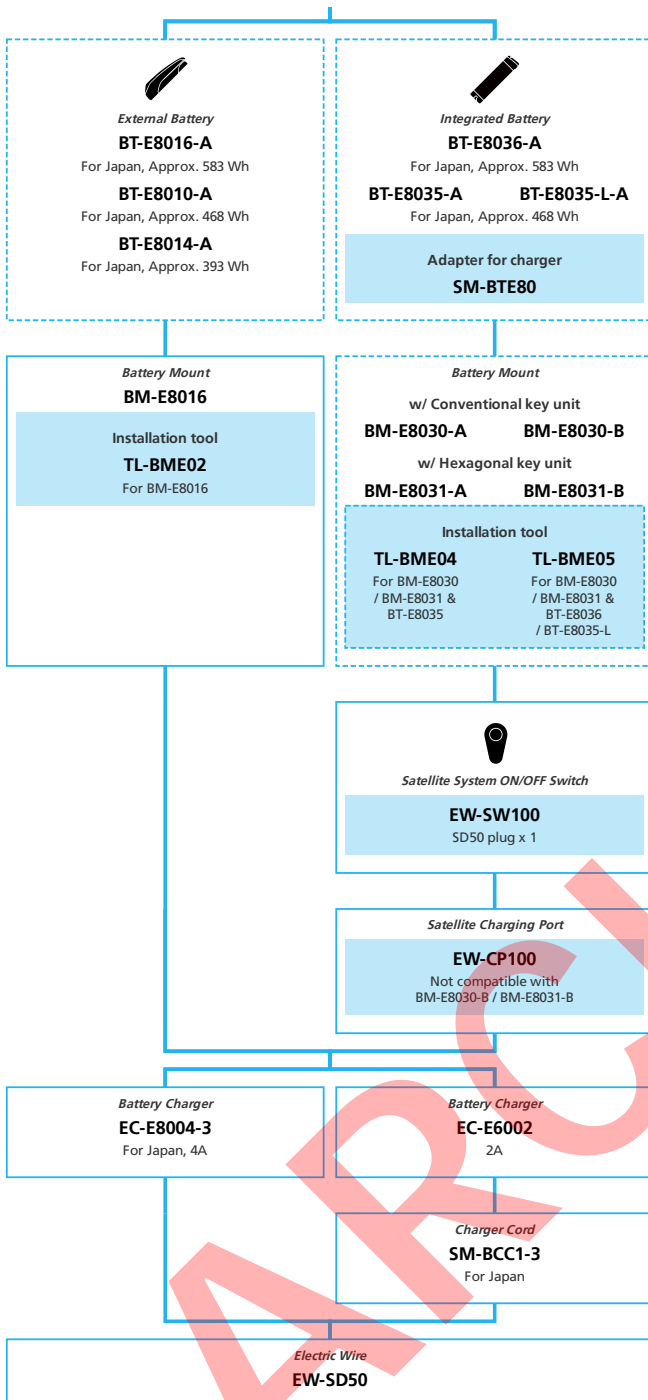 External Battery
BT-E8016-A
For Japan, Approx. 583 Wh
BT-E8010-A
For Japan, Approx. 468 Wh
BT-E8014-A
For Japan, Approx. 393 Wh
Integrated Battery
BT-E8036-A
For Japan, Approx. 583 Wh
BT-E8035-A BT-E8035-L-A
For Japan, Approx. 468 Wh
Adapter for charger
SM-BTE80
Battery Mount
BM-E8016
Installation tool
TL-BME02
For BM-E8016
Battery Mount
w/ Conventional key unit
BM-E8030-A BM-E8030-B
w/ Hexagonal key unit
BM-E8031-A BM-E8031-B
Installation tool
TL-BME04
For BM-E8030
/ BM-E8031 &
BT-E8035
TL-BME05
For BM-E8030
/ BM-E8031 &
BT-E8036
/ BT-E8035-L
Satellite System ON/OFF Switch
EW-SW100
SD50 plug x 1
Satellite Charging Port
EW-CP100
Not compatible with
BM-E8030-B / BM-E8031-B
Battery Charger
EC-E8004-3
For Japan, 4A
Battery Charger
EC-E6002
2A
Charger Cord
SM-BCC1-3
For Japan
Electric Wire
EW-SD50